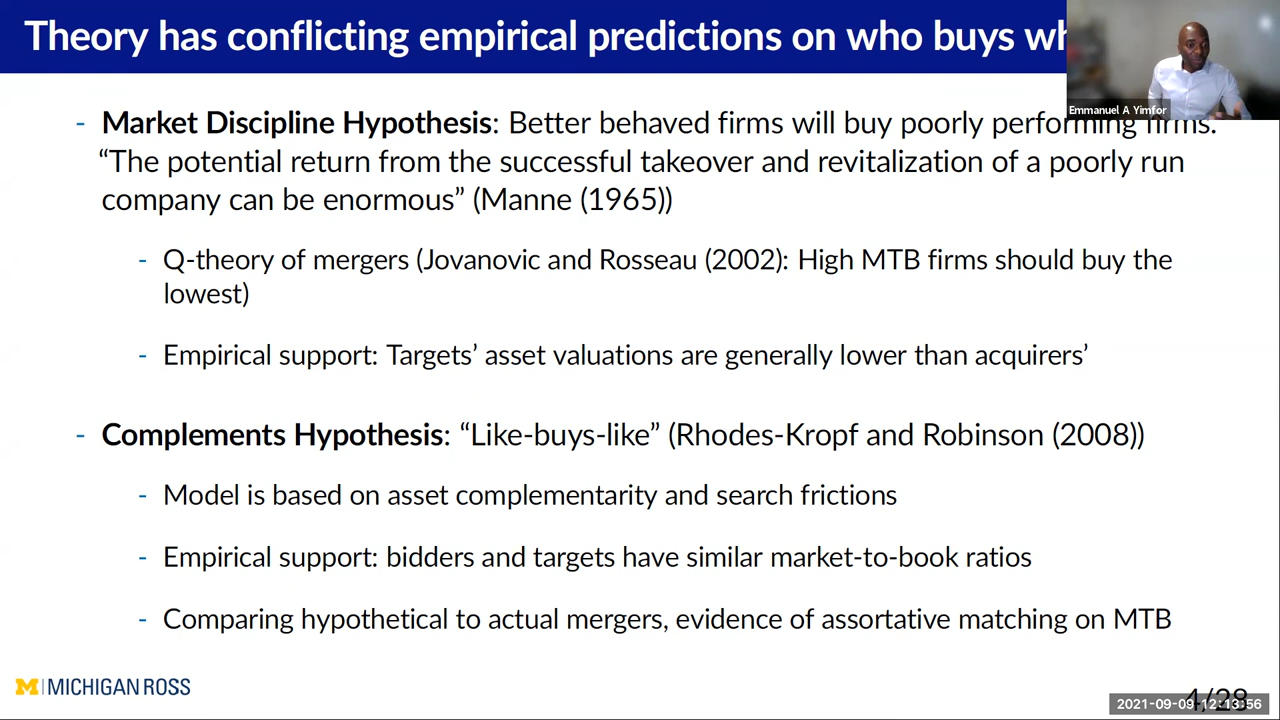 Theory has conflicting empirical predictions on who buys
Emmanuel A Yimfor
- Market Discipline Hypothesis: Better behaved firms will buy poorly performing firms.
“The potential return from the successful takeover and revitalization of a poorly run
company can be enormous” (Manne (1965))
- Q-theory of mergers (Jovanovic and Rosseau (2002): High MTB firms should buy the
lowest)
- Empirical support: Targets’ asset valuations are generally lower than acquirers’
- Complements Hypothesis: “Like-buys-like” (Rhodes-Kropf and Robinson (2008))
- Model is based on asset complementarity and search frictions
- Empirical support: bidders and targets have similar market-to-book ratios
- Comparing hypothetical to actual mergers, evidence of assortative matching on MTB
M MICHIGAN ROSS
4/28
2021-09-09 12:13:56